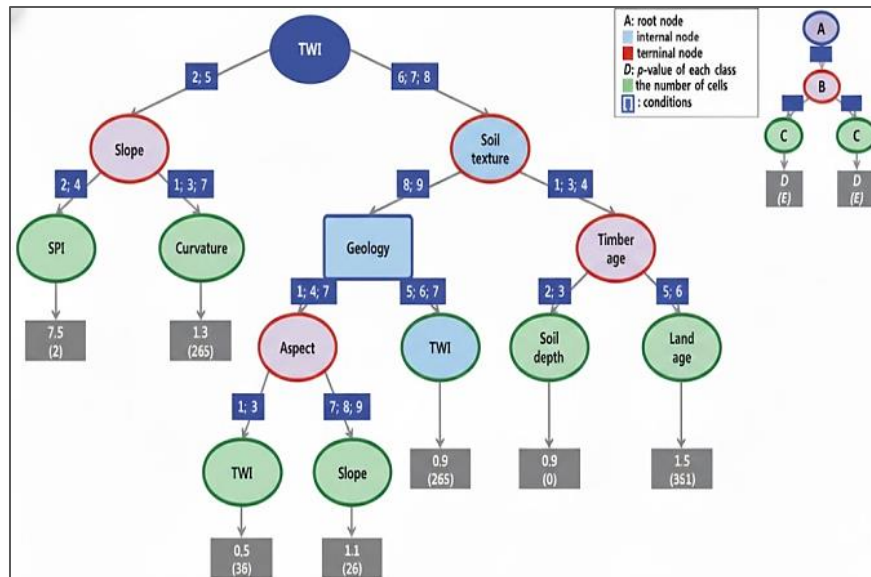 TWI
2; 5
6; 7; 8
Slope
Soil
texture
2; 4
1; 3; 7
8; 9
1; 3; 4
SPI
Curvature
Geology
Timber
age
1; 4; 7
5; 6; 7
2; 3
5; 6
7.5
(2)
1.3
(265)
Aspect
TWI
Soil
depth
Land
age
1; 3
7; 8; 9
TWI
Slope
0.9
(265)
0.9
(0)
1.5
(351)
0.5
(36)
1.1
(26)
A: root node
internal node
terminal node
D: p-value of each class
the number of cells
: conditions
A
B
C
C
D
(E)
D
(E)